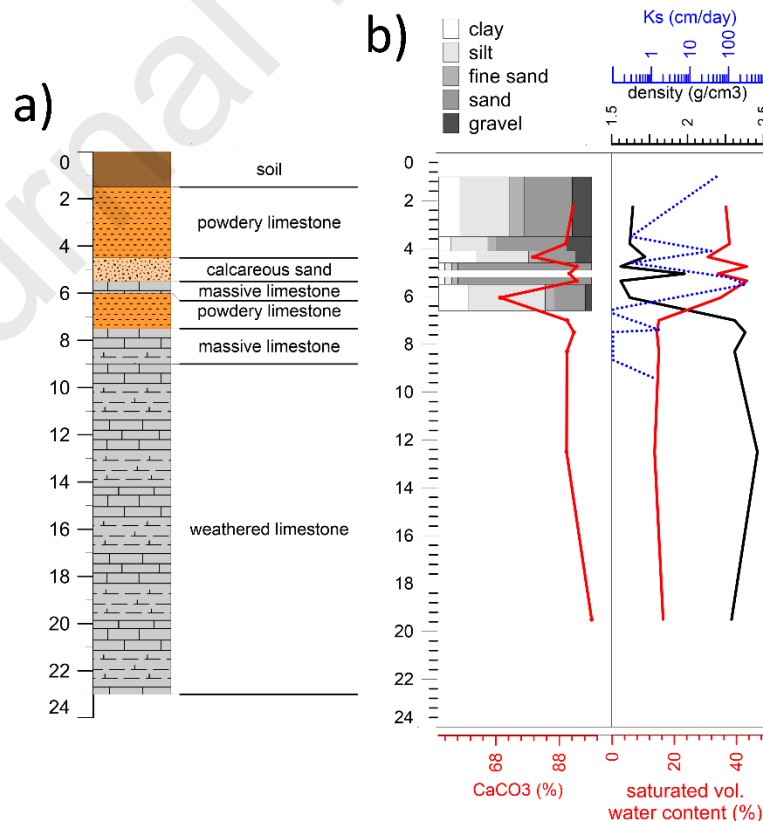 urnal
a)
0
2
4
6
8
10
12
14
16
18
20
22
24
soil
powdery limestone
calcareous sand
massive limestone
powdery limestone
massive limestone
weathered limestone
b)
clay
silt
fine sand
sand
gravel
Ks (cm/day)
1 10 100
density (g/cm3)
1.5 2 2.5
0
2
4
6
8
10
12
14
16
18
20
22
24
68 88
CaCO3 (%)
0 20 40
saturated vol.
water content (%)